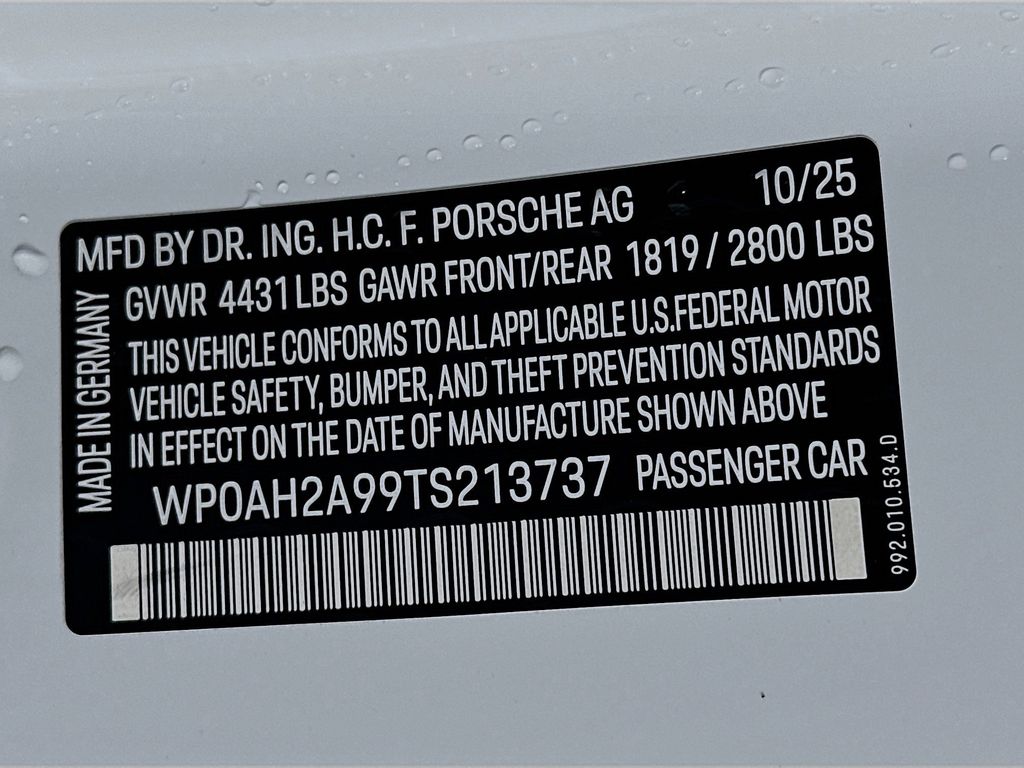 MFD BY DR. ING. H.C. F. PORSCHE AG 10/25
GVWR 4431 LBS GAWR FRONT/REAR 1819 / 2800 LBS
THIS VEHICLE CONFORMS TO ALL APPLICABLE U.S.FEDERAL MOTOR
VEHICLE SAFETY, BUMPER, AND THEFT PREVENTION STANDARDS
IN EFFECT ON THE DATE OF MANUFACTURE SHOWN ABOVE
WP0AH2A99TS213737 PASSENGER CAR
MADE IN GERMANY
992.010.534.D